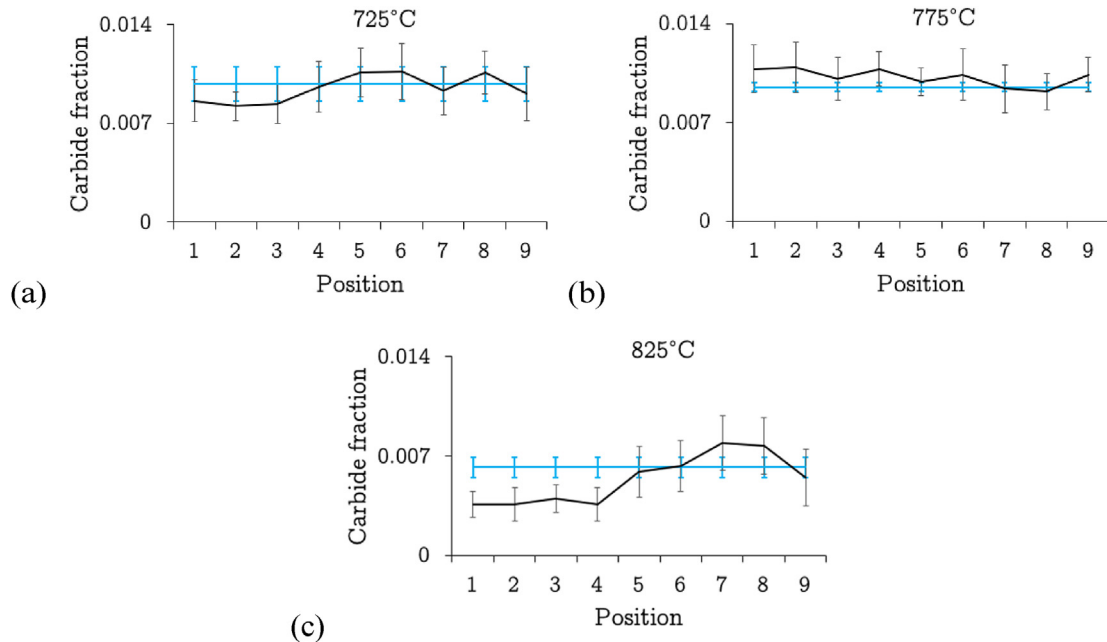 725°C
0.014
0.007
0
Carbide fraction
1 2 3 4 5 6 7 8 9
Position
(a)
775°C
0.014
0.007
0
Carbide fraction
1 2 3 4 5 6 7 8 9
Position
(b)
825°C
0.014
0.007
0
Carbide fraction
1 2 3 4 5 6 7 8 9
Position
(c)